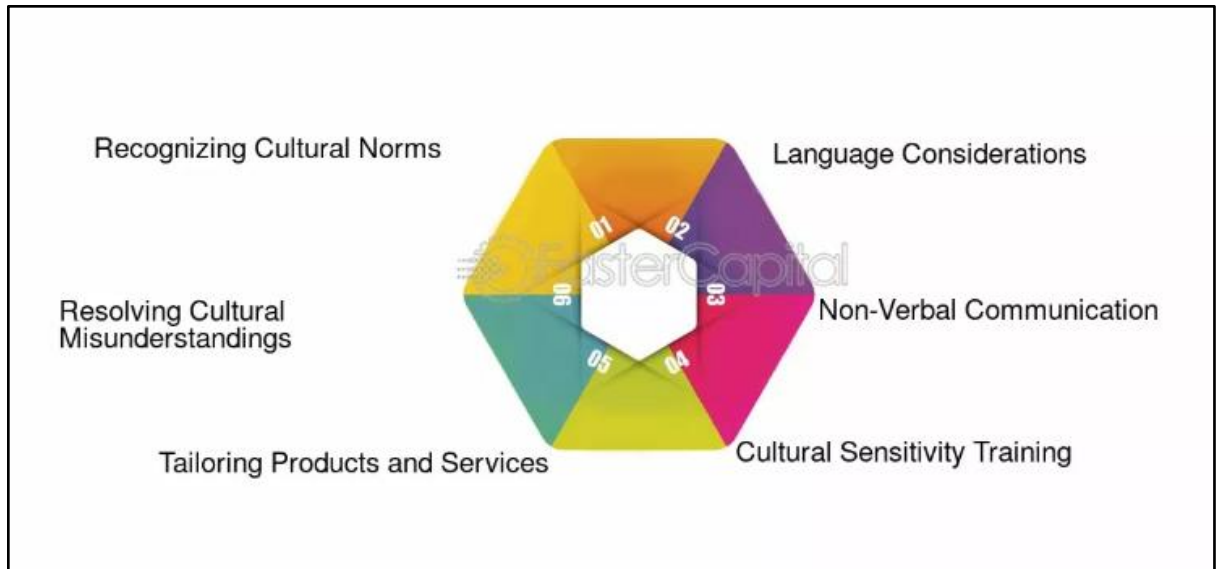 Recognizing Cultural Norms
Language Considerations
01
02
FasterCapital
Resolving Cultural
Misunderstandings
06
03
Non-Verbal Communication
05
04
Tailoring Products and Services
Cultural Sensitivity Training